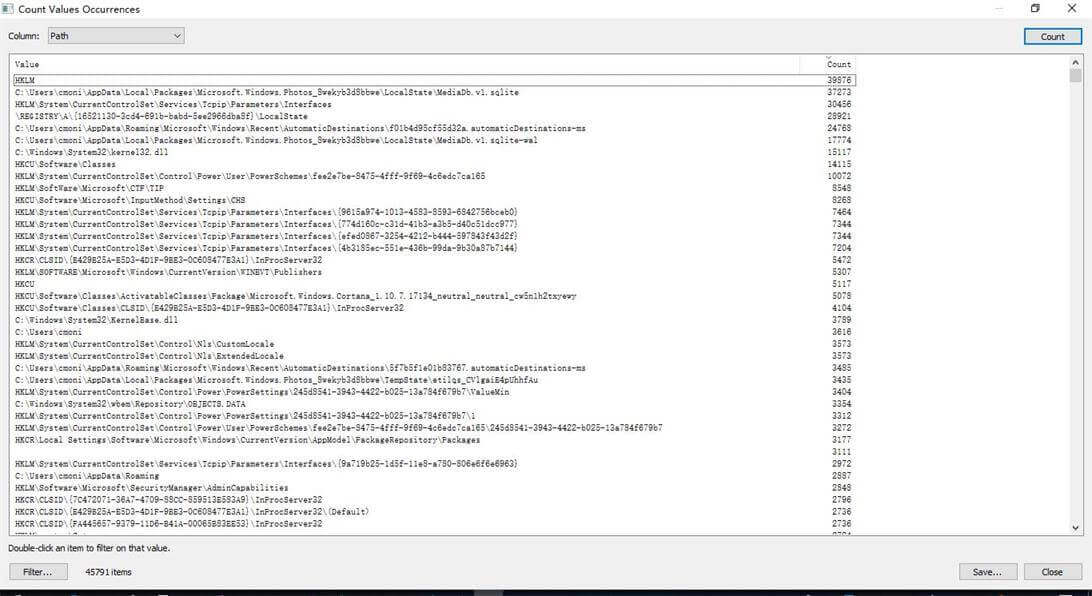 Count Values Occurrences
Column: Path Count
Value Count
HKLM 39876
C:\Users\cmoni\AppData\Local\Packages\Microsoft.Windows.Photos_8wekyb3d8bbwe\LocalState\MediaDb.v1.sqlite 37273
HKLM\System\CurrentControlSet\Services\Tcpip\Parameters\Interfaces 30456
\REGISTRY\A\{16521130-3cd4-691b-babd-5ee2966dba8f}\LocalState 28921
C:\Users\cmoni\AppData\Roaming\Microsoft\Windows\Recent\AutomaticDestinations\f01b4d95cf55d32a.automaticDestinations-ms 24768
C:\Users\cmoni\AppData\Local\Packages\Microsoft.Windows.Photos_8wekyb3d8bbwe\LocalState\MediaDb.v1.sqlite-wal 17774
C:\Windows\System32\kernel32.dll 15117
HKCU\Software\Classes 14115
HKLM\System\CurrentControlSet\Control\Power\User\PowerSchemes\fee2e7be-8475-4fff-9f69-4c6edc7ca165 10072
HKLM\SoftWare\Microsoft\CTF\TIP 8548
HKCU\Software\Microsoft\InputMethod\Settings\CHS 8268
HKLM\System\CurrentControlSet\Services\Tcpip\Parameters\Interfaces\{9615a974-1013-4583-8593-6842756bceb0} 7464
HKLM\System\CurrentControlSet\Services\Tcpip\Parameters\Interfaces\{774d160c-c31d-41b3-a3b5-d40c51dcc977} 7344
HKLM\System\CurrentControlSet\Services\Tcpip\Parameters\Interfaces\{efed0867-3254-4212-b444-597843f43d2f} 7344
HKLM\System\CurrentControlSet\Services\Tcpip\Parameters\Interfaces\{4b3185ec-551e-436b-99da-9b30a87b7144} 7204
HKCR\CLSID\{E429B25A-E5D3-4D1F-9BE3-0C608477E3A1}\InProcServer32 5472
HKLM\SOFTWARE\Microsoft\Windows\CurrentVersion\WINEVT\Publishers 5307
HKCU 5117
HKCU\Software\Classes\ActivatableClasses\Package\Microsoft.Windows.Cortana_1.10.7.17134_neutral_neutral_cw5n1h2txyewy 5078
HKCU\Software\Classes\CLSID\{E429B25A-E5D3-4D1F-9BE3-0C608477E3A1}\InProcServer32 4104
C:\Windows\System32\KernelBase.dll 3789
C:\Users\cmoni 3616
HKLM\System\CurrentControlSet\Control\Nls\CustomLocale 3573
HKLM\System\CurrentControlSet\Control\Nls\ExtendedLocale 3573
C:\Users\cmoni\AppData\Roaming\Microsoft\Windows\Recent\AutomaticDestinations\5f7b5f1e01b83767.automaticDestinations-ms 3485
C:\Users\cmoni\AppData\Local\Packages\Microsoft.Windows.Photos_8wekyb3d8bbwe\TempState\etilqs_CVlgaiE4pUhhfAu 3435
HKLM\System\CurrentControlSet\Control\Power\PowerSettings\245d8541-3943-4422-b025-13a784f679b7\ValueMin 3404
C:\Windows\System32\wbem\Repository\OBJECTS.DATA 3354
HKLM\System\CurrentControlSet\Control\Power\PowerSettings\245d8541-3943-4422-b025-13a784f679b7\1 3312
HKLM\System\CurrentControlSet\Control\Power\User\PowerSchemes\fee2e7be-8475-4fff-9f69-4c6edc7ca165\245d8541-3943-4422-b025-13a784f679b7 3272
HKCR\Local Settings\Software\Microsoft\Windows\CurrentVersion\AppModel\PackageRepository\Packages 3177
3111
HKLM\System\CurrentControlSet\Services\Tcpip\Parameters\Interfaces\{9a719b25-1d5f-11e8-a780-806e6f6e6963} 2972
C:\Users\cmoni\AppData\Roaming 2887
HKLM\Software\Microsoft\SecurityManager\AdminCapabilities 2848
HKCR\CLSID\{7C472071-36A7-4709-88CC-859513E583A9}\InProcServer32 2796
HKCR\CLSID\{E429B25A-E5D3-4D1F-9BE3-0C608477E3A1}\InProcServer32\(Default) 2736
HKCR\CLSID\{FA445657-9379-11D6-B41A-00065B83EE53}\InProcServer32 2736
Double-click an item to filter on that value.
Filter... 45791 items Save... Close